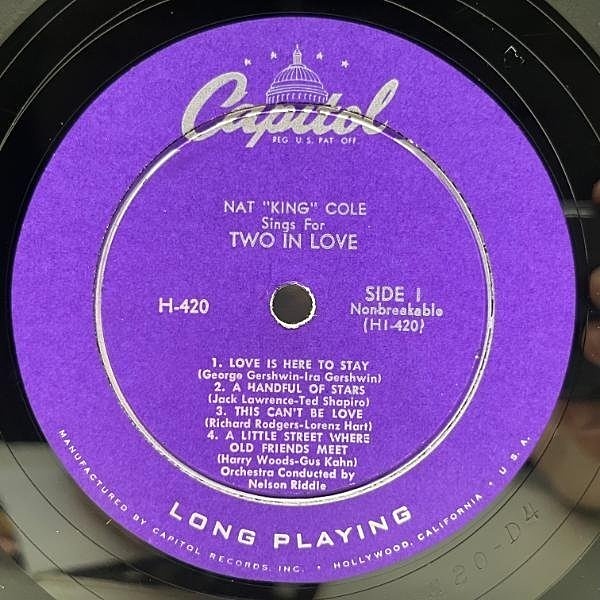 Capitol
REG. U.S. PAT. OFF.
NAT "KING" COLE
Sings For
TWO IN LOVE
H-420
SIDE 1
Nonbreakable
(H1-420)
1. LOVE IS HERE TO STAY
(George Gershwin-Ira Gershwin)
2. A HANDFUL OF STARS
(Jack Lawrence-Ted Shapiro)
3. THIS CAN'T BE LOVE
(Richard Rodgers-Lorenz Hart)
4. A LITTLE STREET WHERE
OLD FRIENDS MEET
(Harry Woods-Gus Kahn)
Orchestra Conducted by
Nelson Riddle
LONG PLAYING
MANUFACTURED BY CAPITOL RECORDS, INC. • HOLLYWOOD, CALIFORNIA • U.S.A.
20-D4